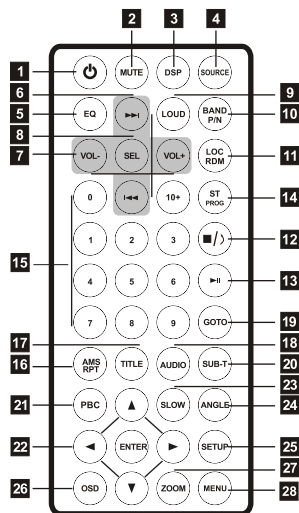 2 3 4
1 MUTE DSP SOURCE
6 9
5 EQ LOUD BAND P/N 10
8
7 VOL- SEL VOL+ LOC RDM 11
0 10+ ST PROG 14
1 2 3 12
15
4 5 6 13
7 8 9 GOTO 19
17 18
16 AMS RPT TITLE AUDIO SUB-T 20
23
21 PBC SLOW ANGLE 24
22 ENTER SETUP 25
27
26 OSD ZOOM MENU 28